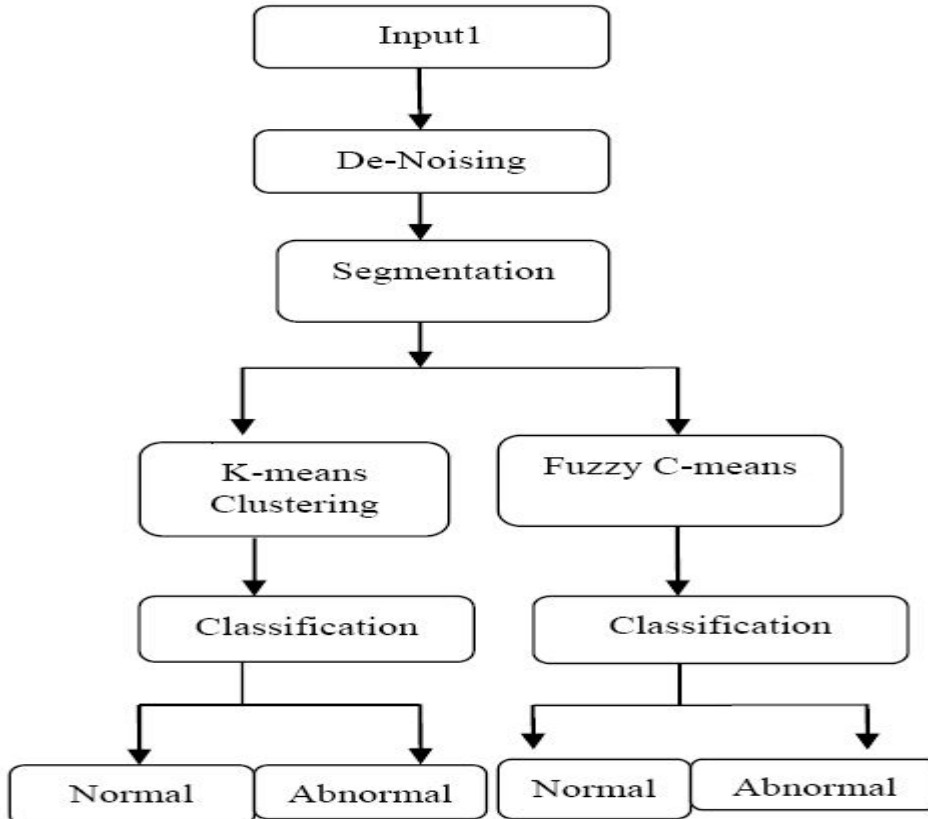 Input1
De-Noising
Segmentation
K-means
Clustering
Fuzzy C-means
Classification
Classification
Normal
Abnormal
Normal
Abnormal